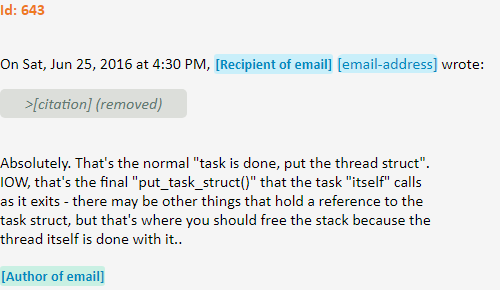 Id: 643
On Sat, Jun 25, 2016 at 4:30 PM, [Recipient of email] [email-address] wrote:
>[citation] (removed)
Absolutely. That's the normal "task is done, put the thread struct".
IOW, that's the final "put_task_struct()" that the task "itself" calls
as it exits - there may be other things that hold a reference to the
task struct, but that's where you should free the stack because the
thread itself is done with it..
[Author of email]